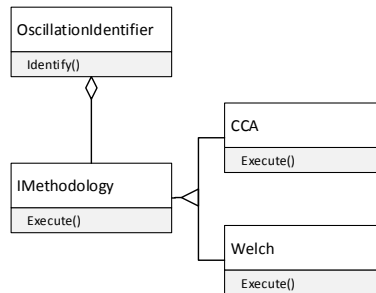 OscillationIdentifier
Identify()
IMethodology
Execute()
CCA
Execute()
Welch
Execute()